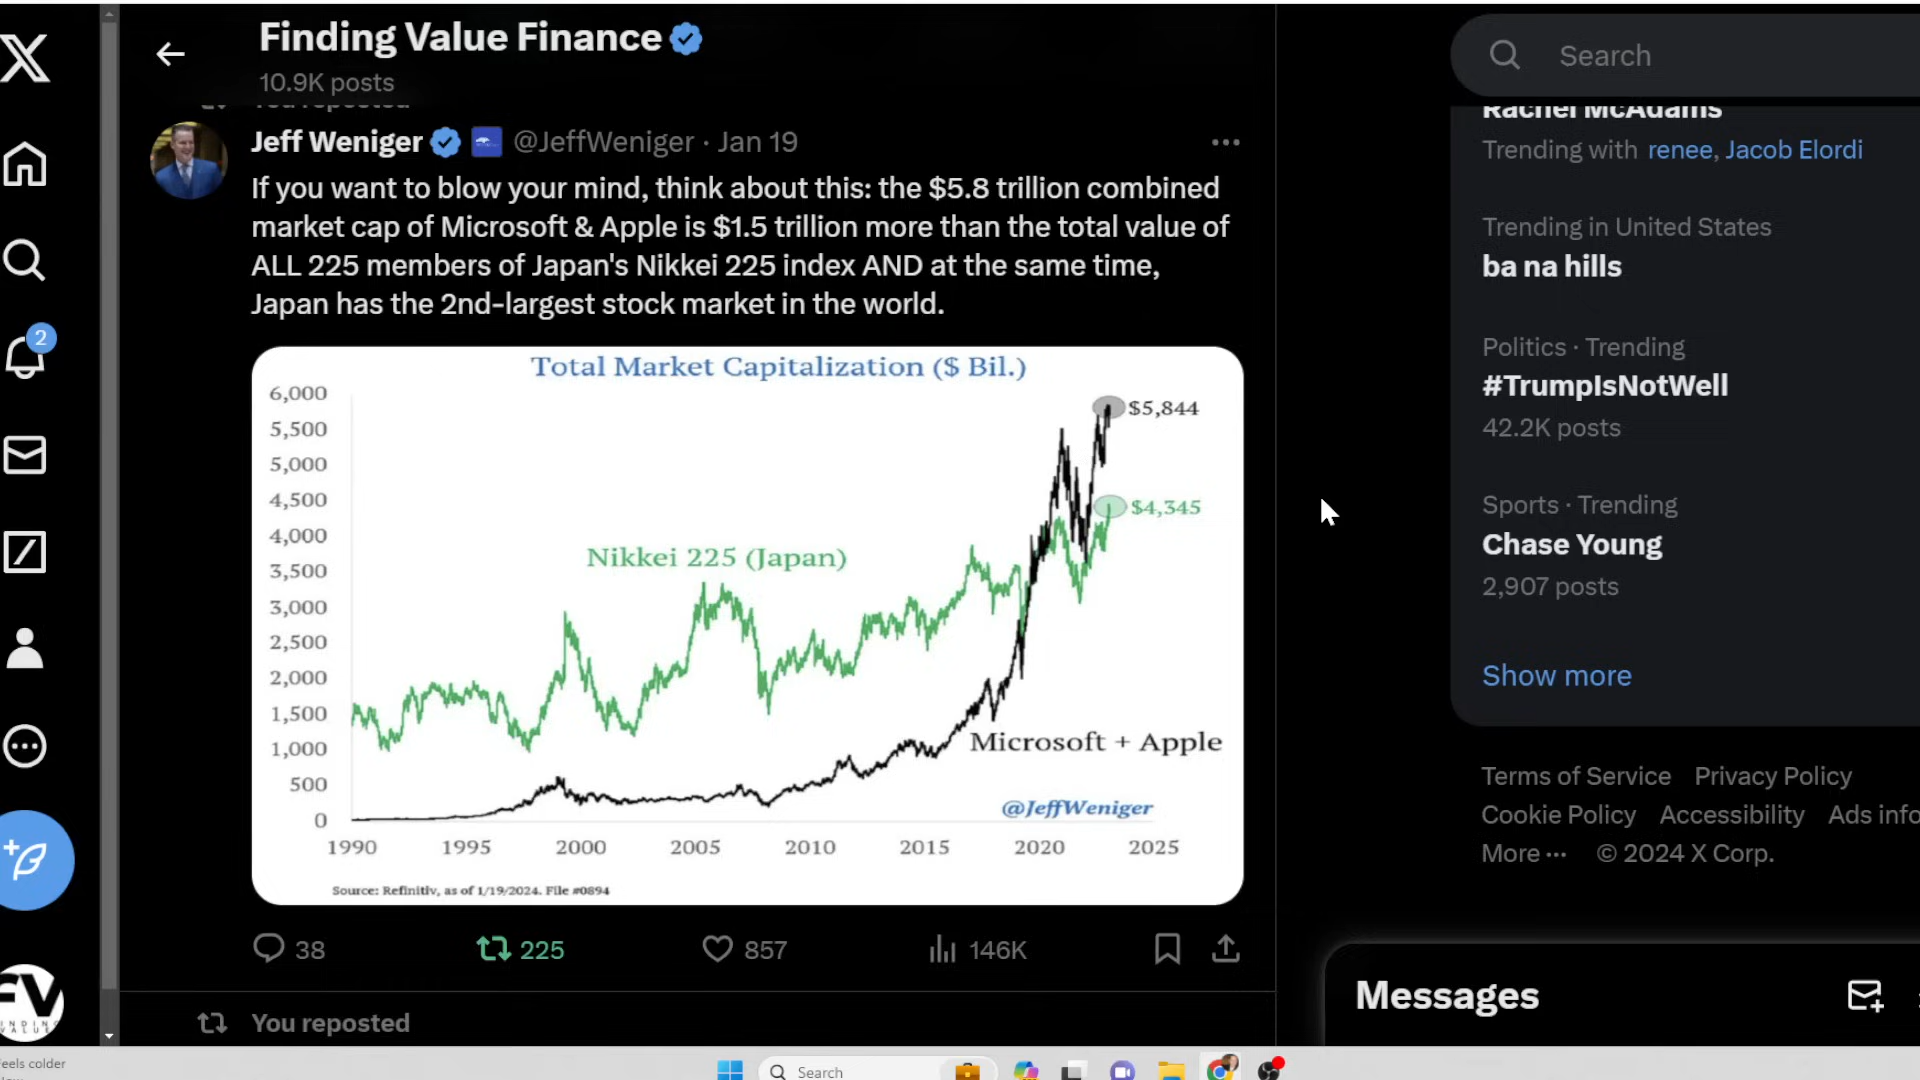 Finding Value Finance
10.9K posts
You reposted
Jeff Weniger @JeffWeniger · Jan 19
If you want to blow your mind, think about this: the $5.8 trillion combined
market cap of Microsoft & Apple is $1.5 trillion more than the total value of
ALL 225 members of Japan's Nikkei 225 index AND at the same time,
Japan has the 2nd-largest stock market in the world.
Total Market Capitalization ($ Bil.)
6,000
5,500
5,000
4,500
4,000
3,500
3,000
2,500
2,000
1,500
1,000
500
0
$5,844
$4,345
Nikkei 225 (Japan)
Microsoft + Apple
@JeffWeniger
1990 1995 2000 2005 2010 2015 2020 2025
Source: Refinitiv, as of 1/19/2024. File #0894
38 225 857 146K
You reposted
2
FV
Search
Rachel McAdams
Trending with renee, Jacob Elordi
Trending in United States
ba na hills
Politics · Trending
#TrumpIsNotWell
42.2K posts
Sports · Trending
Chase Young
2,907 posts
Show more
Terms of Service Privacy Policy
Cookie Policy Accessibility Ads info
More ··· © 2024 X Corp.
Messages
eels colder
Search